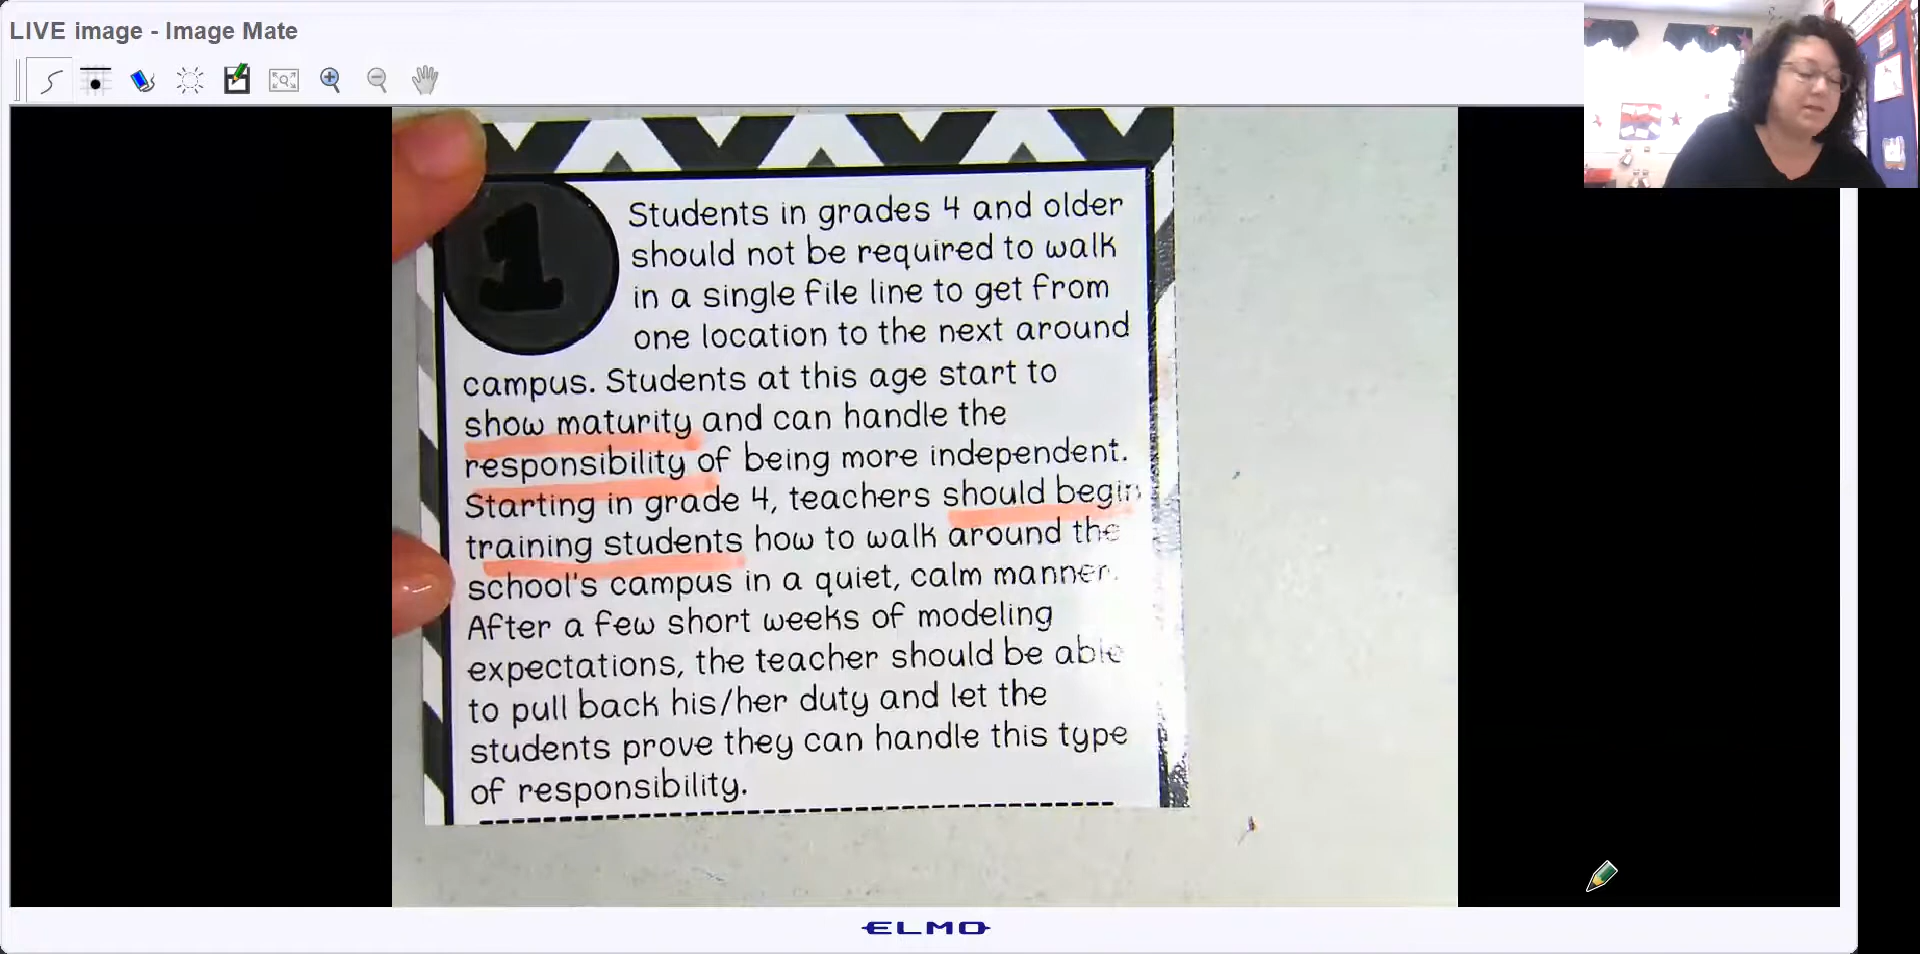 LIVE image - Image Mate
1
Students in grades 4 and older
should not be required to walk
in a single file line to get from
one location to the next around
campus. Students at this age start to
show maturity and can handle the
responsibility of being more independent.
Starting in grade 4, teachers should begin
training students how to walk around the
school's campus in a quiet, calm manner.
After a few short weeks of modeling
expectations, the teacher should be able
to pull back his/her duty and let the
students prove they can handle this type
of responsibility.
ELMO